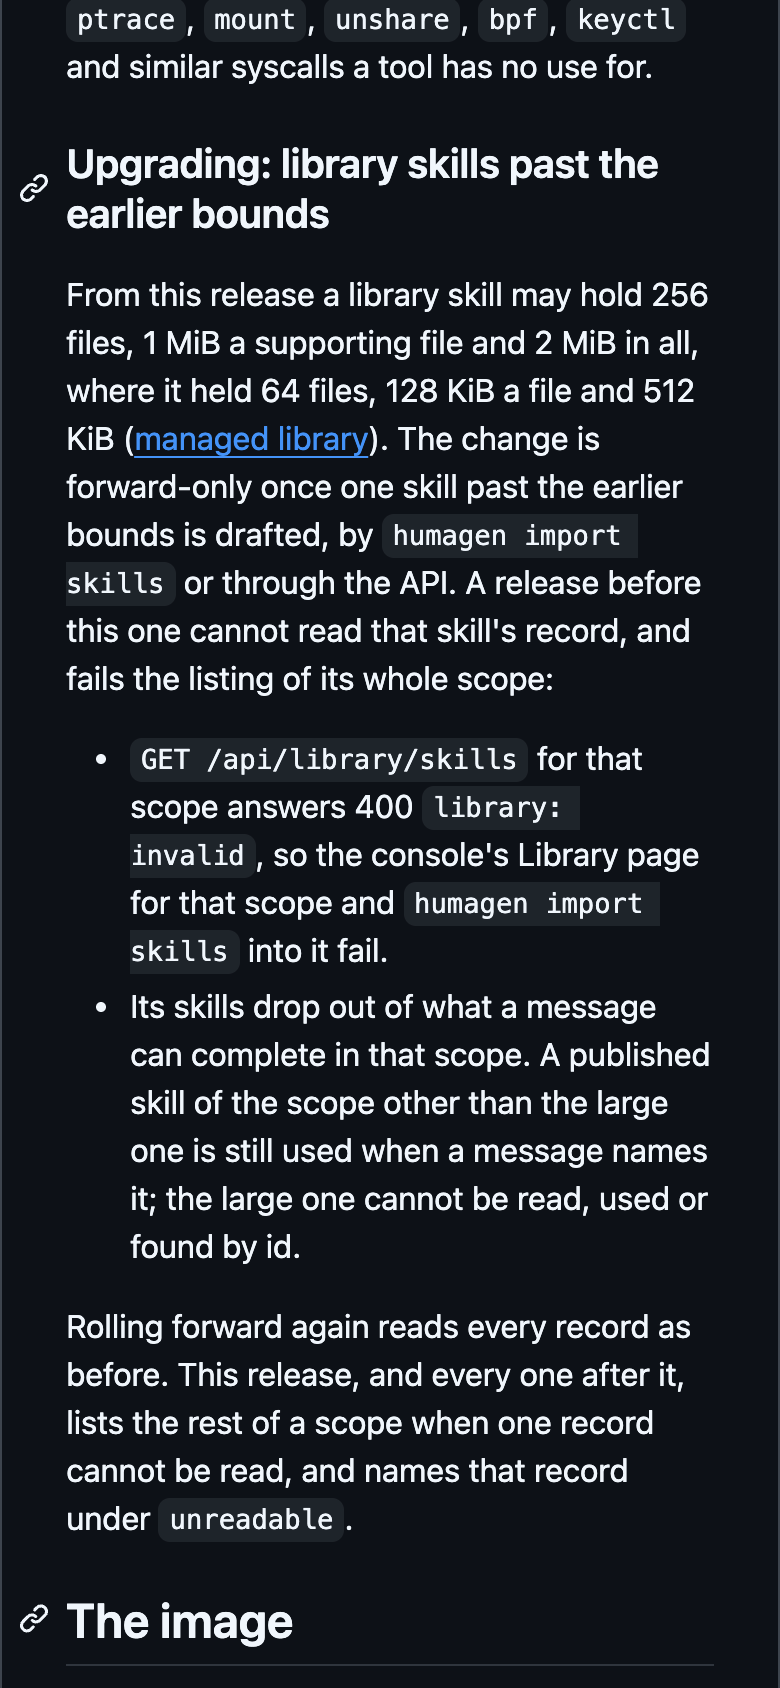 ptrace, mount, unshare, bpf, keyctl
and similar syscalls a tool has no use for.
Upgrading: library skills past the
earlier bounds
From this release a library skill may hold 256
files, 1 MiB a supporting file and 2 MiB in all,
where it held 64 files, 128 KiB a file and 512
KiB (managed library). The change is
forward-only once one skill past the earlier
bounds is drafted, by humagen import
skills or through the API. A release before
this one cannot read that skill's record, and
fails the listing of its whole scope:
• GET /api/library/skills for that
scope answers 400 library:
invalid, so the console's Library page
for that scope and humagen import
skills into it fail.
• Its skills drop out of what a message
can complete in that scope. A published
skill of the scope other than the large
one is still used when a message names
it; the large one cannot be read, used or
found by id.
Rolling forward again reads every record as
before. This release, and every one after it,
lists the rest of a scope when one record
cannot be read, and names that record
under unreadable.
The image